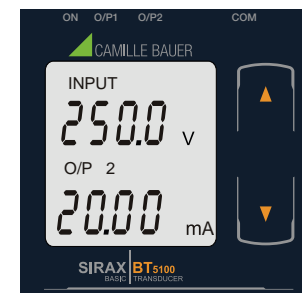 ON O/P1 O/P2 COM
CAMILLE BAUER
INPUT
250.0 V
O/P 2
20.00 mA
SIRAX BT5100
BASIC TRANSDUCER